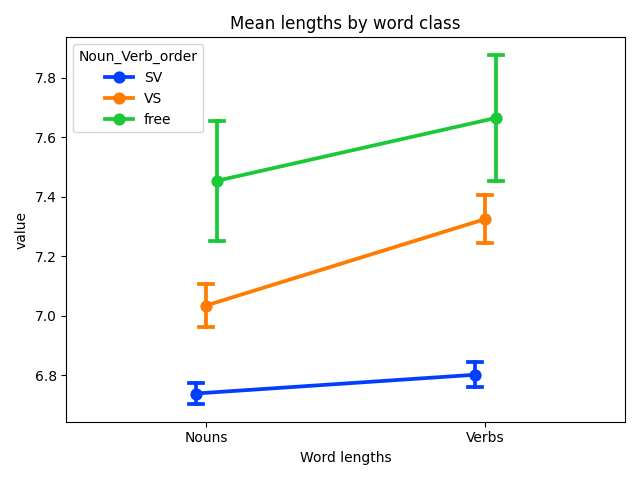 Mean lengths by word class
Noun_Verb_order
SV
VS
free
value
7.8
7.6
7.4
7.2
7.0
6.8
Nouns
Verbs
Word lengths